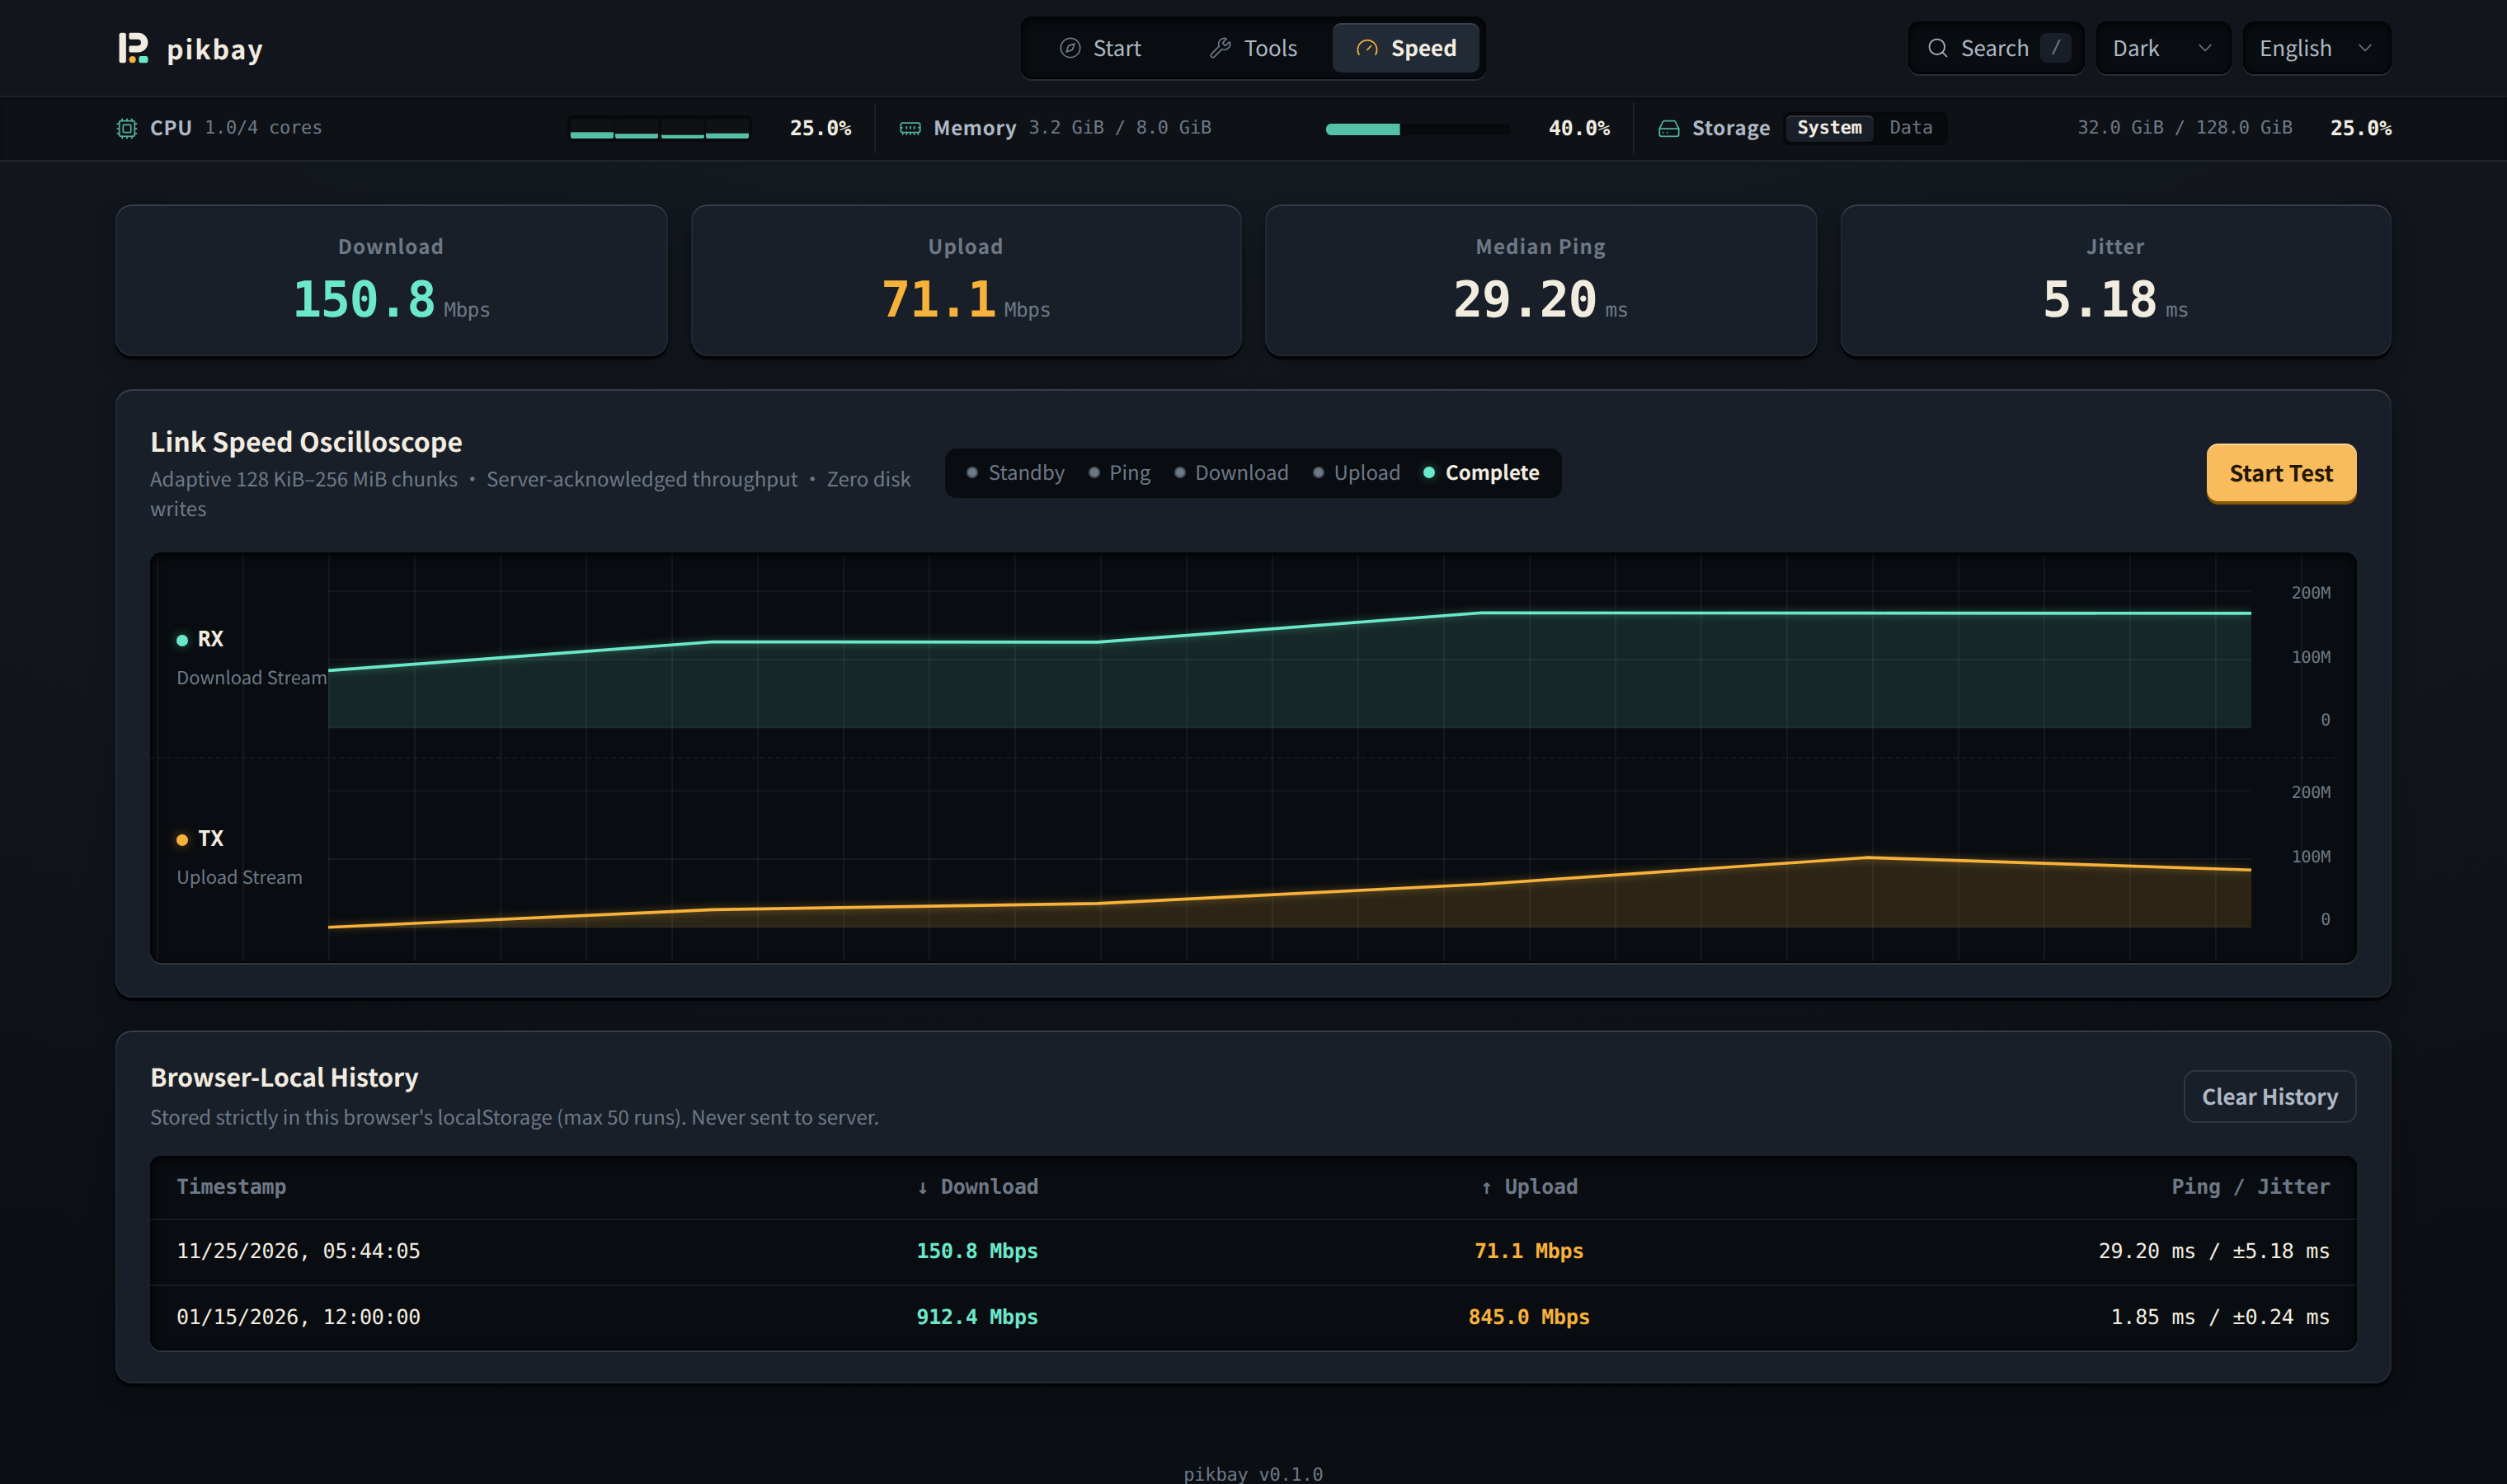 pikbay
Start
Tools
Speed
Search /
Dark
English
CPU 1.0/4 cores 25.0%
Memory 3.2 GiB / 8.0 GiB 40.0%
Storage System Data 32.0 GiB / 128.0 GiB 25.0%
Download
150.8 Mbps
Upload
71.1 Mbps
Median Ping
29.20 ms
Jitter
5.18 ms
Link Speed Oscilloscope
Adaptive 128 KiB–256 MiB chunks • Server-acknowledged throughput • Zero disk
writes
Standby Ping Download Upload Complete
Start Test
RX
Download Stream
200M
100M
0
TX
Upload Stream
200M
100M
0
Browser-Local History
Stored strictly in this browser's localStorage (max 50 runs). Never sent to server.
Clear History
Timestamp ↓ Download ↑ Upload Ping / Jitter
11/25/2026, 05:44:05 150.8 Mbps 71.1 Mbps 29.20 ms / ±5.18 ms
01/15/2026, 12:00:00 912.4 Mbps 845.0 Mbps 1.85 ms / ±0.24 ms
pikbay v0.1.0